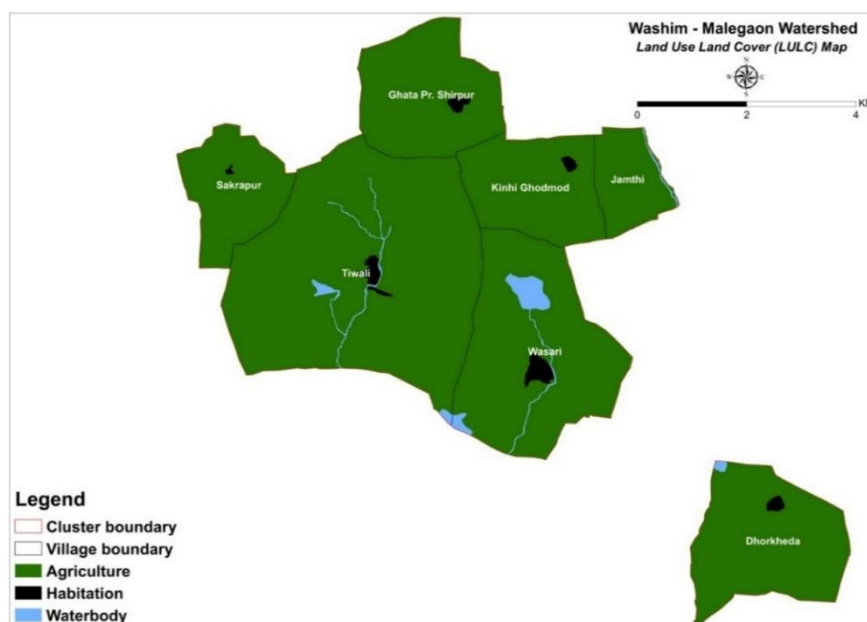 Washim - Malegaon Watershed
Land Use Land Cover (LULC) Map
N
W E
S
0 2 4
Ghata Pr. Shirpur
Sakrapur
Kinhi Ghodmod
Jamthi
Tiwali
Wasari
Dhorkheda
Legend
Cluster boundary
Village boundary
Agriculture
Habitation
Waterbody